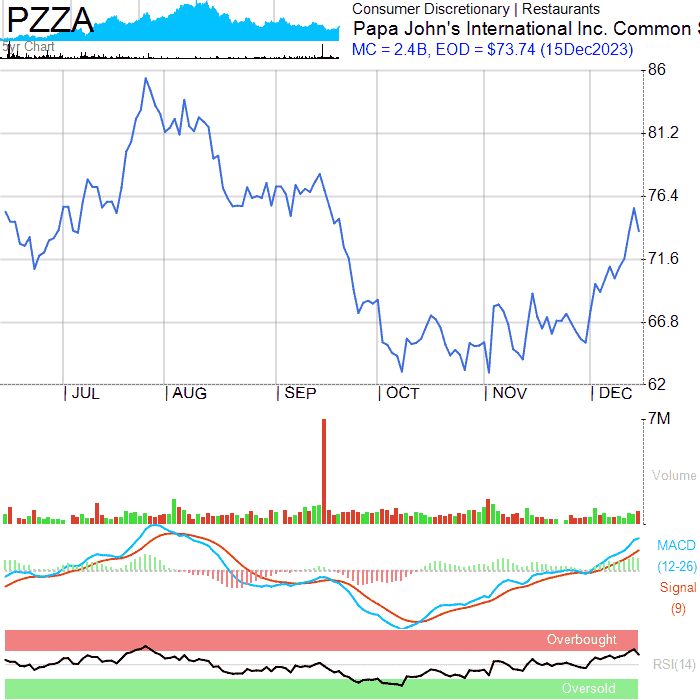 PZZA
5yr Chart
Consumer Discretionary | Restaurants
Papa John's International Inc. Common S
MC = 2.4B, EOD = $73.74 (15Dec2023)
86
81.2
76.4
71.6
66.8
62
| JUL | AUG | SEP | OCT | NOV | DEC
7M
Volume
MACD
(12-26)
Signal
(9)
Overbought
RSI(14)
Oversold